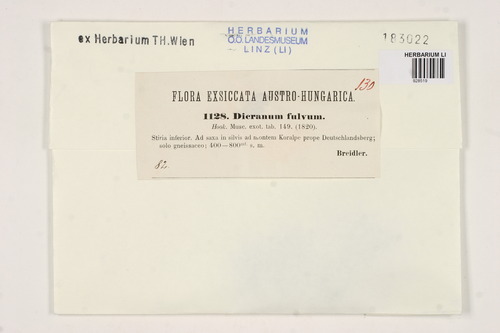 ex Herbarium TH.Wien
HERBARIUM
O.Ö. LANDESMUSEUM
LINZ (LI)
183022
HERBARIUM LI
130
FLORA EXSICCATA AUSTRO-HUNGARICA.
1128. Dicranum fulvum.
Hook. Musc. exot. tab. 149. (1820).
Stiria inferior. Ad saxa in silvis ad montem Koralpe prope Deutschlandsberg;
solo gneissaceo; 400—800mt s. m.
Breidler.
82.